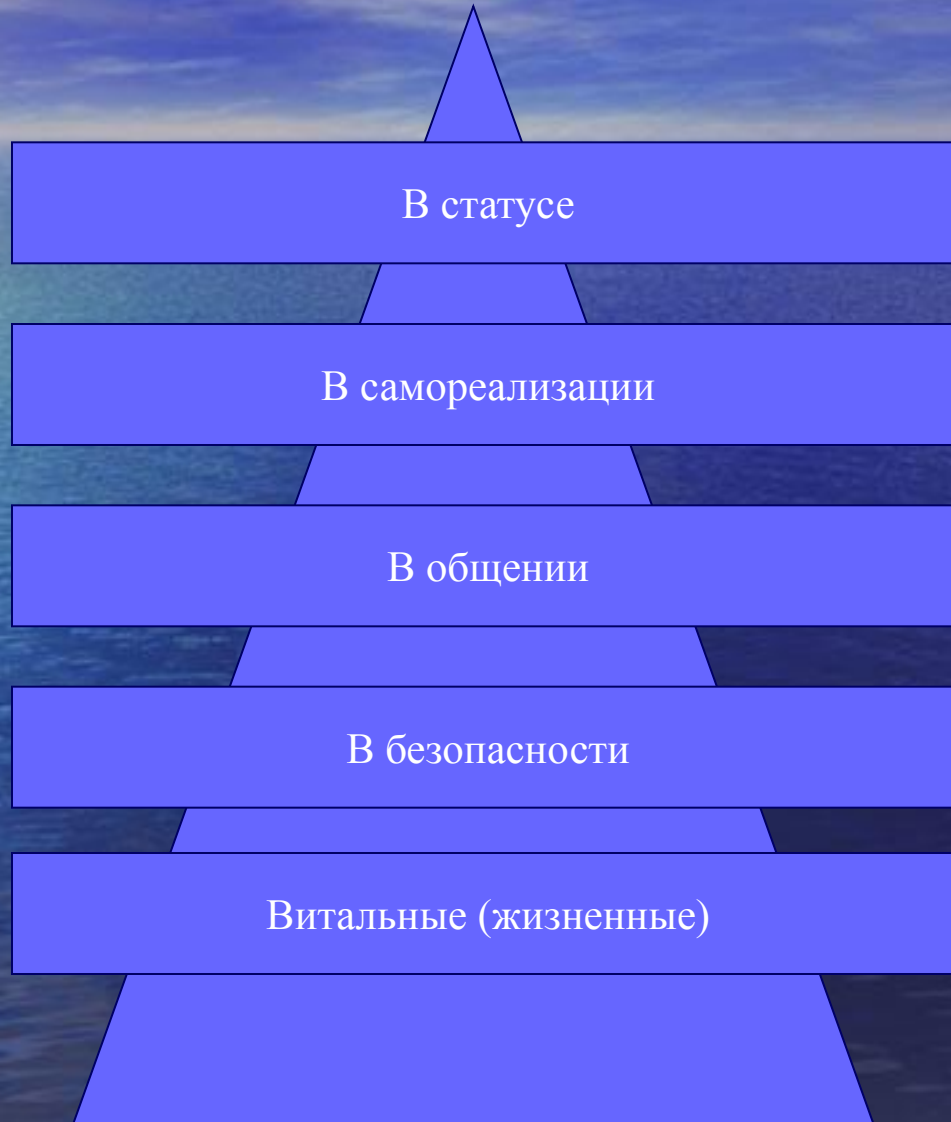 В статусе
В самореализации
В общении
В безопасности
Витальные (жизненные)